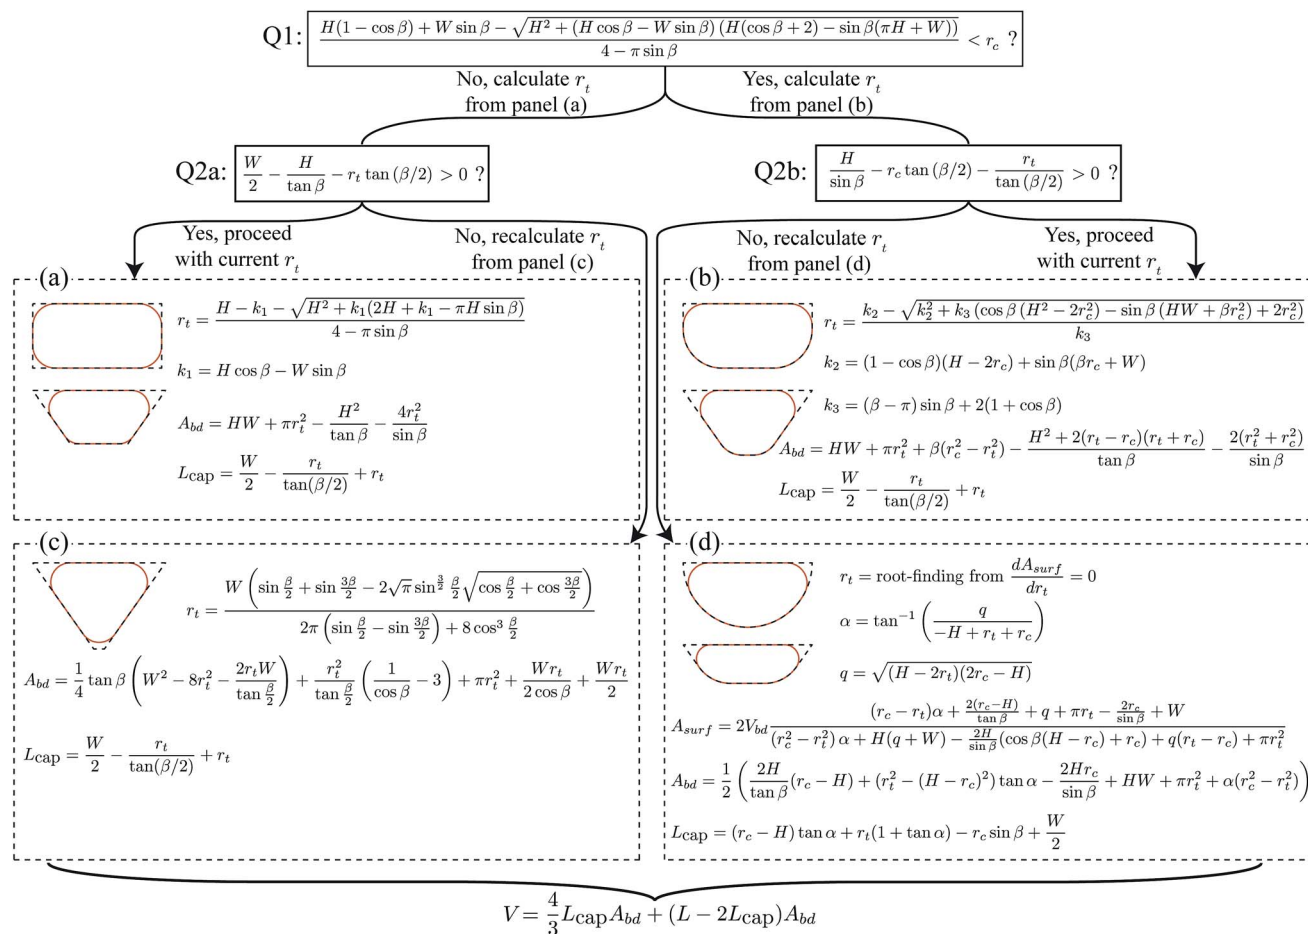 Q1: \frac{H(1-\cos\beta)+W\sin\beta-\sqrt{H^2+(H\cos\beta-W\sin\beta)(H(\cos\beta+2)-\sin\beta(\pi H+W))}}{4-\pi\sin\beta} < r_c ?
No, calculate r_t
from panel (a)
Yes, calculate r_t
from panel (b)
Q2a: \frac{W}{2}-\frac{H}{\tan\beta}-r_t\tan(\beta/2) > 0 ?
Q2b: \frac{H}{\sin\beta}-r_c\tan(\beta/2)-\frac{r_t}{\tan(\beta/2)} > 0 ?
Yes, proceed
with current r_t
No, recalculate r_t
from panel (c)
No, recalculate r_t
from panel (d)
Yes, proceed
with current r_t
(a)
r_t = \frac{H-k_1-\sqrt{H^2+k_1(2H+k_1-\pi H\sin\beta)}}{4-\pi\sin\beta}
k_1 = H\cos\beta-W\sin\beta
A_{bd} = HW+\pi r_t^2-\frac{H^2}{\tan\beta}-\frac{4r_t^2}{\sin\beta}
L_{cap} = \frac{W}{2}-\frac{r_t}{\tan(\beta/2)}+r_t
(b)
r_t = \frac{k_2-\sqrt{k_2^2+k_3(\cos\beta(H^2-2r_c^2)-\sin\beta(HW+\beta r_c^2)+2r_c^2)}}{k_3}
k_2 = (1-\cos\beta)(H-2r_c)+\sin\beta(\beta r_c+W)
k_3 = (\beta-\pi)\sin\beta+2(1+\cos\beta)
A_{bd} = HW+\pi r_t^2+\beta(r_c^2-r_t^2)-\frac{H^2+2(r_t-r_c)(r_t+r_c)}{\tan\beta}-\frac{2(r_t^2+r_c^2)}{\sin\beta}
L_{cap} = \frac{W}{2}-\frac{r_t}{\tan(\beta/2)}+r_t
(c)
r_t = \frac{W\left(\sin\frac{\beta}{2}+\sin\frac{3\beta}{2}-2\sqrt{\pi}\sin^{\frac{3}{2}}\frac{\beta}{2}\sqrt{\cos\frac{\beta}{2}+\cos\frac{3\beta}{2}}\right)}{2\pi\left(\sin\frac{\beta}{2}-\sin\frac{3\beta}{2}\right)+8\cos^3\frac{\beta}{2}}
A_{bd} = \frac{1}{4}\tan\beta\left(W^2-8r_t^2-\frac{2r_tW}{\tan\frac{\beta}{2}}\right)+\frac{r_t^2}{\tan\frac{\beta}{2}}\left(\frac{1}{\cos\beta}-3\right)+\pi r_t^2+\frac{Wr_t}{2\cos\beta}+\frac{Wr_t}{2}
L_{cap} = \frac{W}{2}-\frac{r_t}{\tan(\beta/2)}+r_t
(d)
r_t = root-finding from \frac{dA_{surf}}{dr_t} = 0
\alpha = \tan^{-1}\left(\frac{q}{-H+r_t+r_c}\right)
q = \sqrt{(H-2r_t)(2r_c-H)}
A_{surf} = 2V_{bd}\frac{(r_c-r_t)\alpha+\frac{2(r_c-H)}{\tan\beta}+q+\pi r_t-\frac{2r_c}{\sin\beta}+W}{(r_c^2-r_t^2)\alpha+H(q+W)-\frac{2H}{\sin\beta}(\cos\beta(H-r_c)+r_c)+q(r_t-r_c)+\pi r_t^2}
A_{bd} = \frac{1}{2}\left(\frac{2H}{\tan\beta}(r_c-H)+(r_t^2-(H-r_c)^2)\tan\alpha-\frac{2Hr_c}{\sin\beta}+HW+\pi r_t^2+\alpha(r_c^2-r_t^2)\right)
L_{cap} = (r_c-H)\tan\alpha+r_t(1+\tan\alpha)-r_c\sin\beta+\frac{W}{2}
V = \frac{4}{3}L_{cap}A_{bd}+(L-2L_{cap})A_{bd}